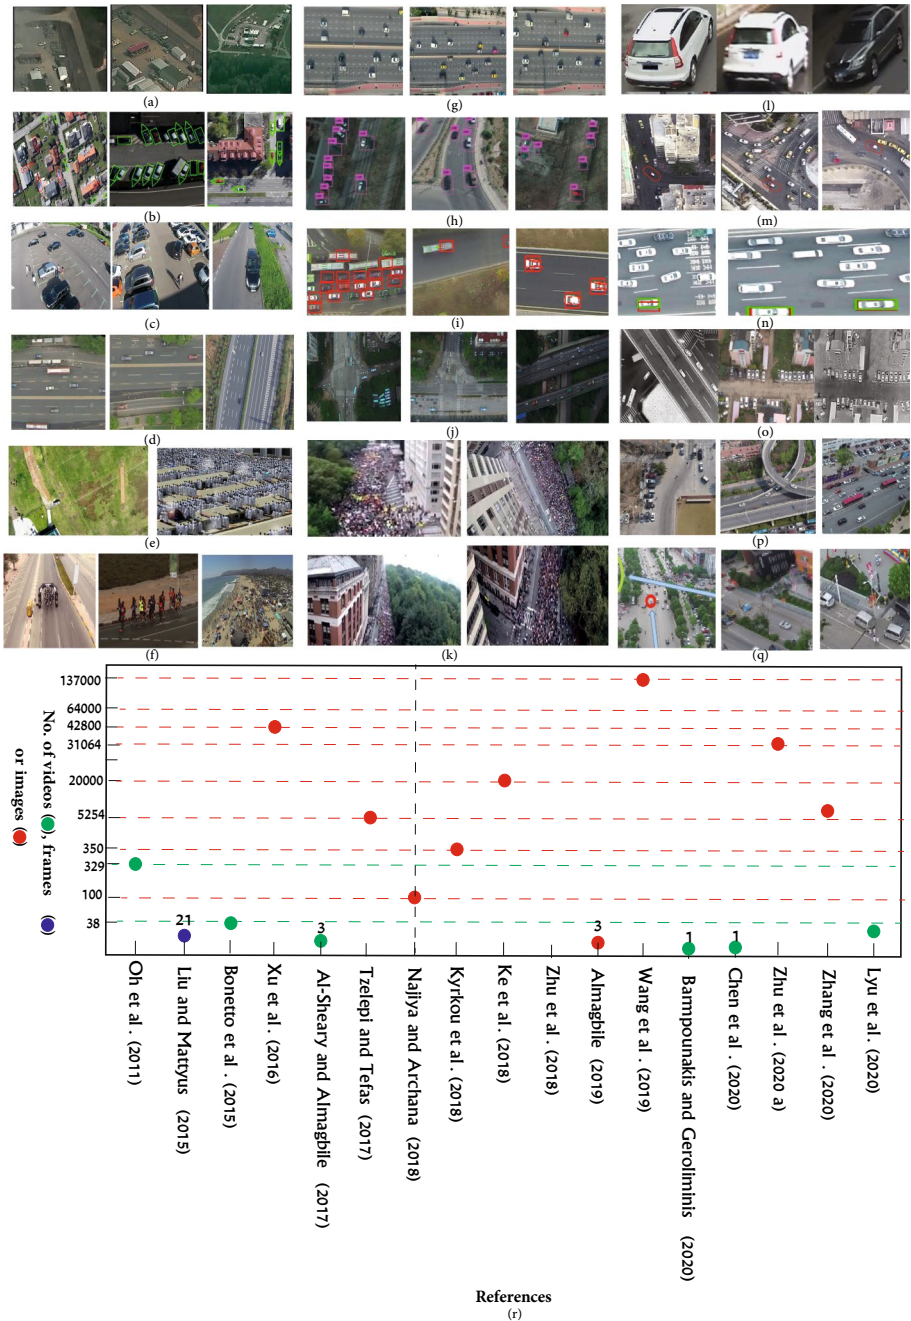 (a)
(g)
(l)
(b)
(h)
(m)
(c)
(i)
(n)
(d)
(j)
(o)
(e)
(p)
(f)
(k)
(q)
No. of videos ( ), frames ( )
or images ( )
137000
64000
42800
31064
20000
5254
350
329
100
38
21
3
3
1
1
Oh et al. (2011)
Liu and Mattyus (2015)
Bonetto et al. (2015)
Xu et al. (2016)
Al-Sheary and Almagbile (2017)
Tzelepi and Tefas (2017)
Najiya and Archana (2018)
Kyrkou et al. (2018)
Ke et al. (2018)
Zhu et al. (2018)
Almagbile (2019)
Wang et al. (2019)
Barmpounakis and Geroliminis (2020)
Chen et al. (2020)
Zhu et al. (2020 a)
Zhang et al. (2020)
Lyu et al. (2020)
References
(r)